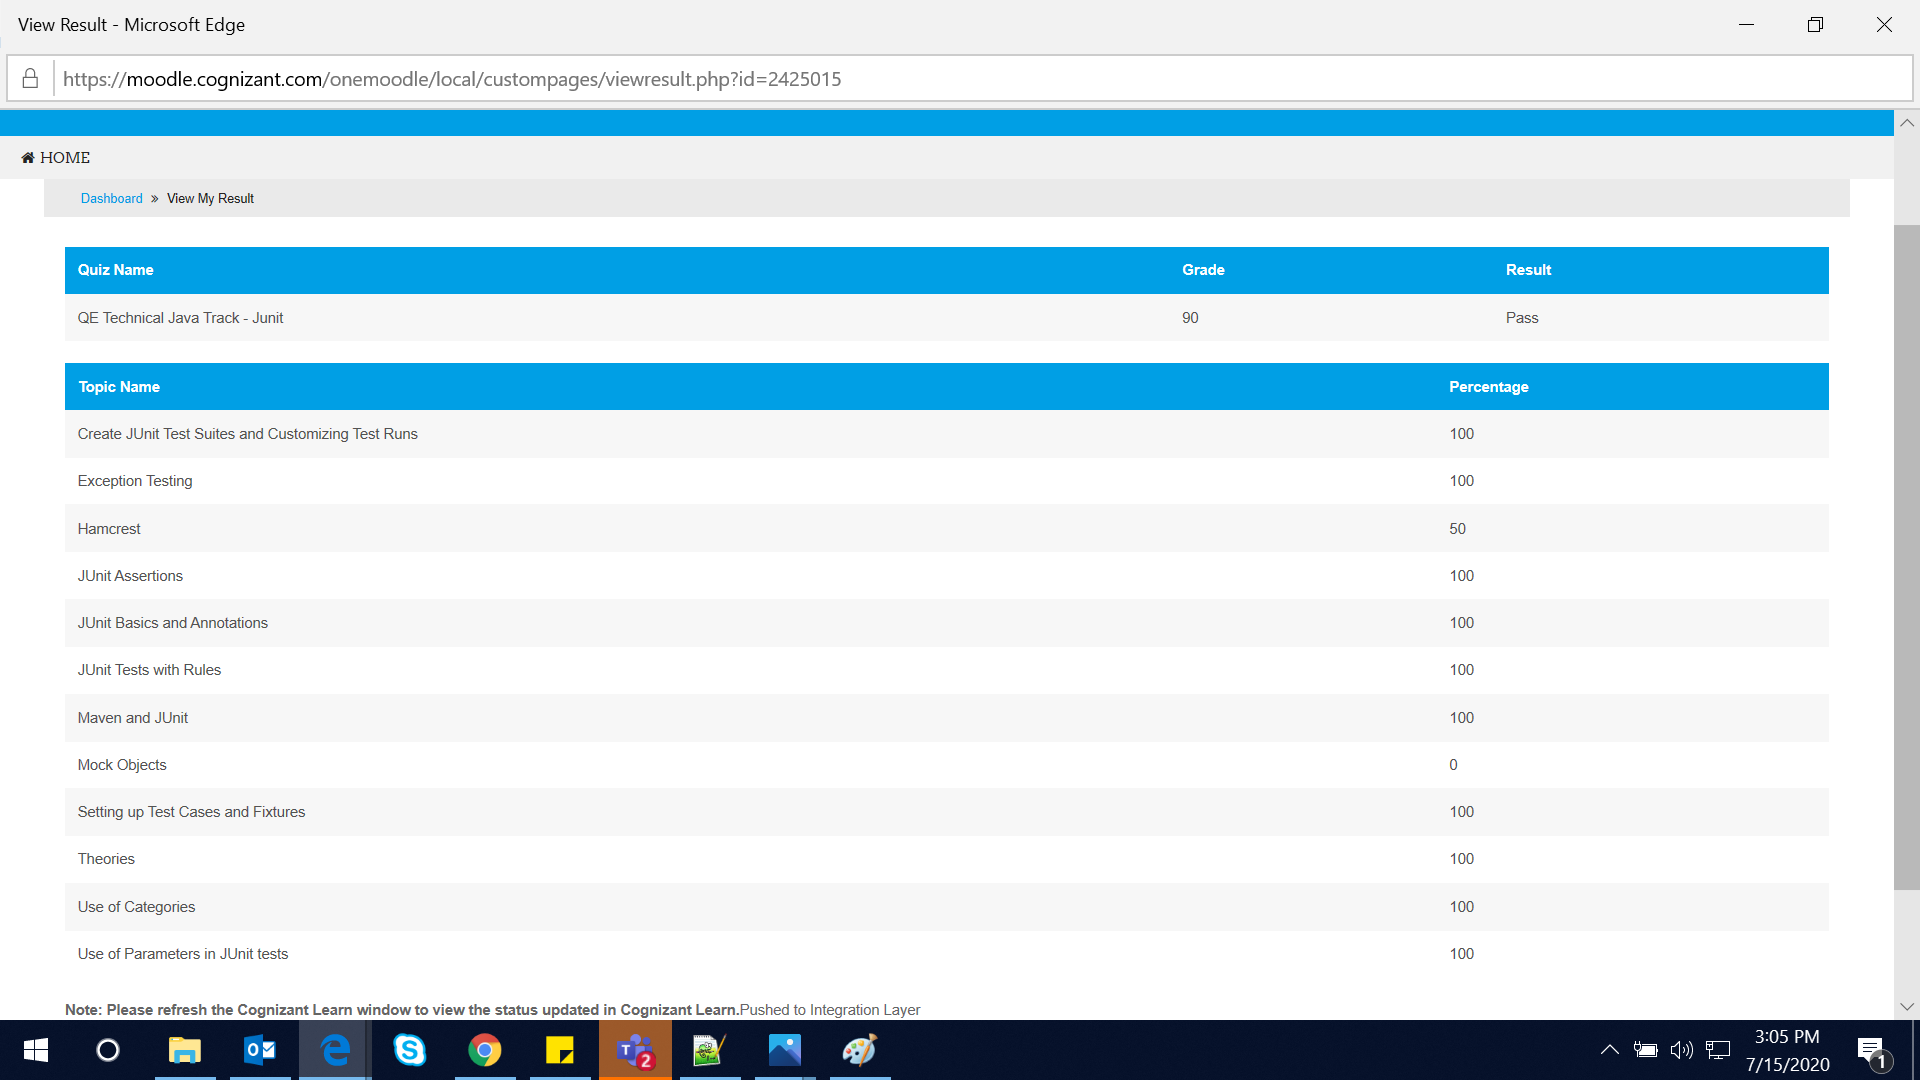 View Result - Microsoft Edge
https://moodle.cognizant.com/onemoodle/local/custompages/viewresult.php?id=2425015
HOME
Dashboard » View My Result
Quiz Name Grade Result
QE Technical Java Track - Junit 90 Pass
Topic Name Percentage
Create JUnit Test Suites and Customizing Test Runs 100
Exception Testing 100
Hamcrest 50
JUnit Assertions 100
JUnit Basics and Annotations 100
JUnit Tests with Rules 100
Maven and JUnit 100
Mock Objects 0
Setting up Test Cases and Fixtures 100
Theories 100
Use of Categories 100
Use of Parameters in JUnit tests 100
Note: Please refresh the Cognizant Learn window to view the status updated in Cognizant Learn.Pushed to Integration Layer
3:05 PM
7/15/2020
2
1